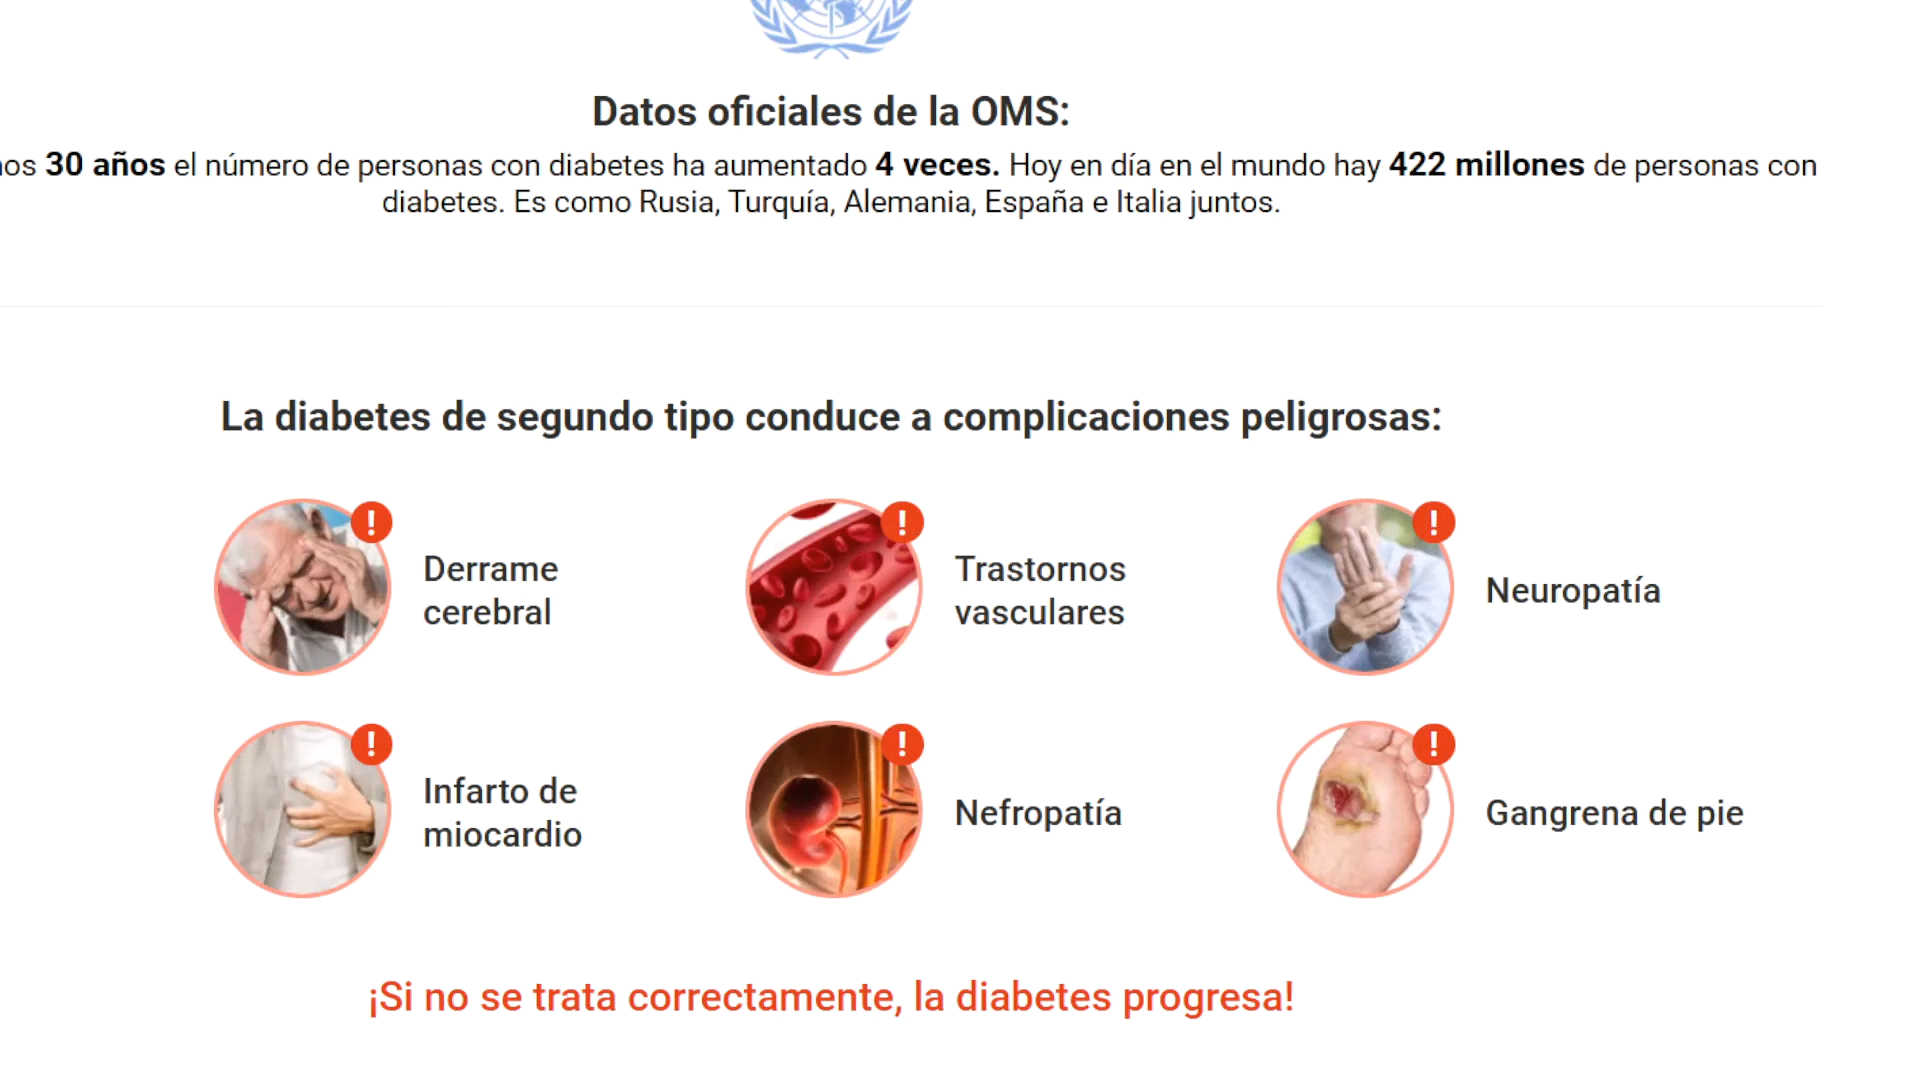 Datos oficiales de la OMS:
30 años el número de personas con diabetes ha aumentado 4 veces. Hoy en día en el mundo hay 422 millones de personas con
diabetes. Es como Rusia, Turquía, Alemania, España e Italia juntos.
La diabetes de segundo tipo conduce a complicaciones peligrosas:
Derrame
cerebral
Trastornos
vasculares
Neuropatía
Infarto de
miocardio
Nefropatía
Gangrena de pie
¡Si no se trata correctamente, la diabetes progresa!